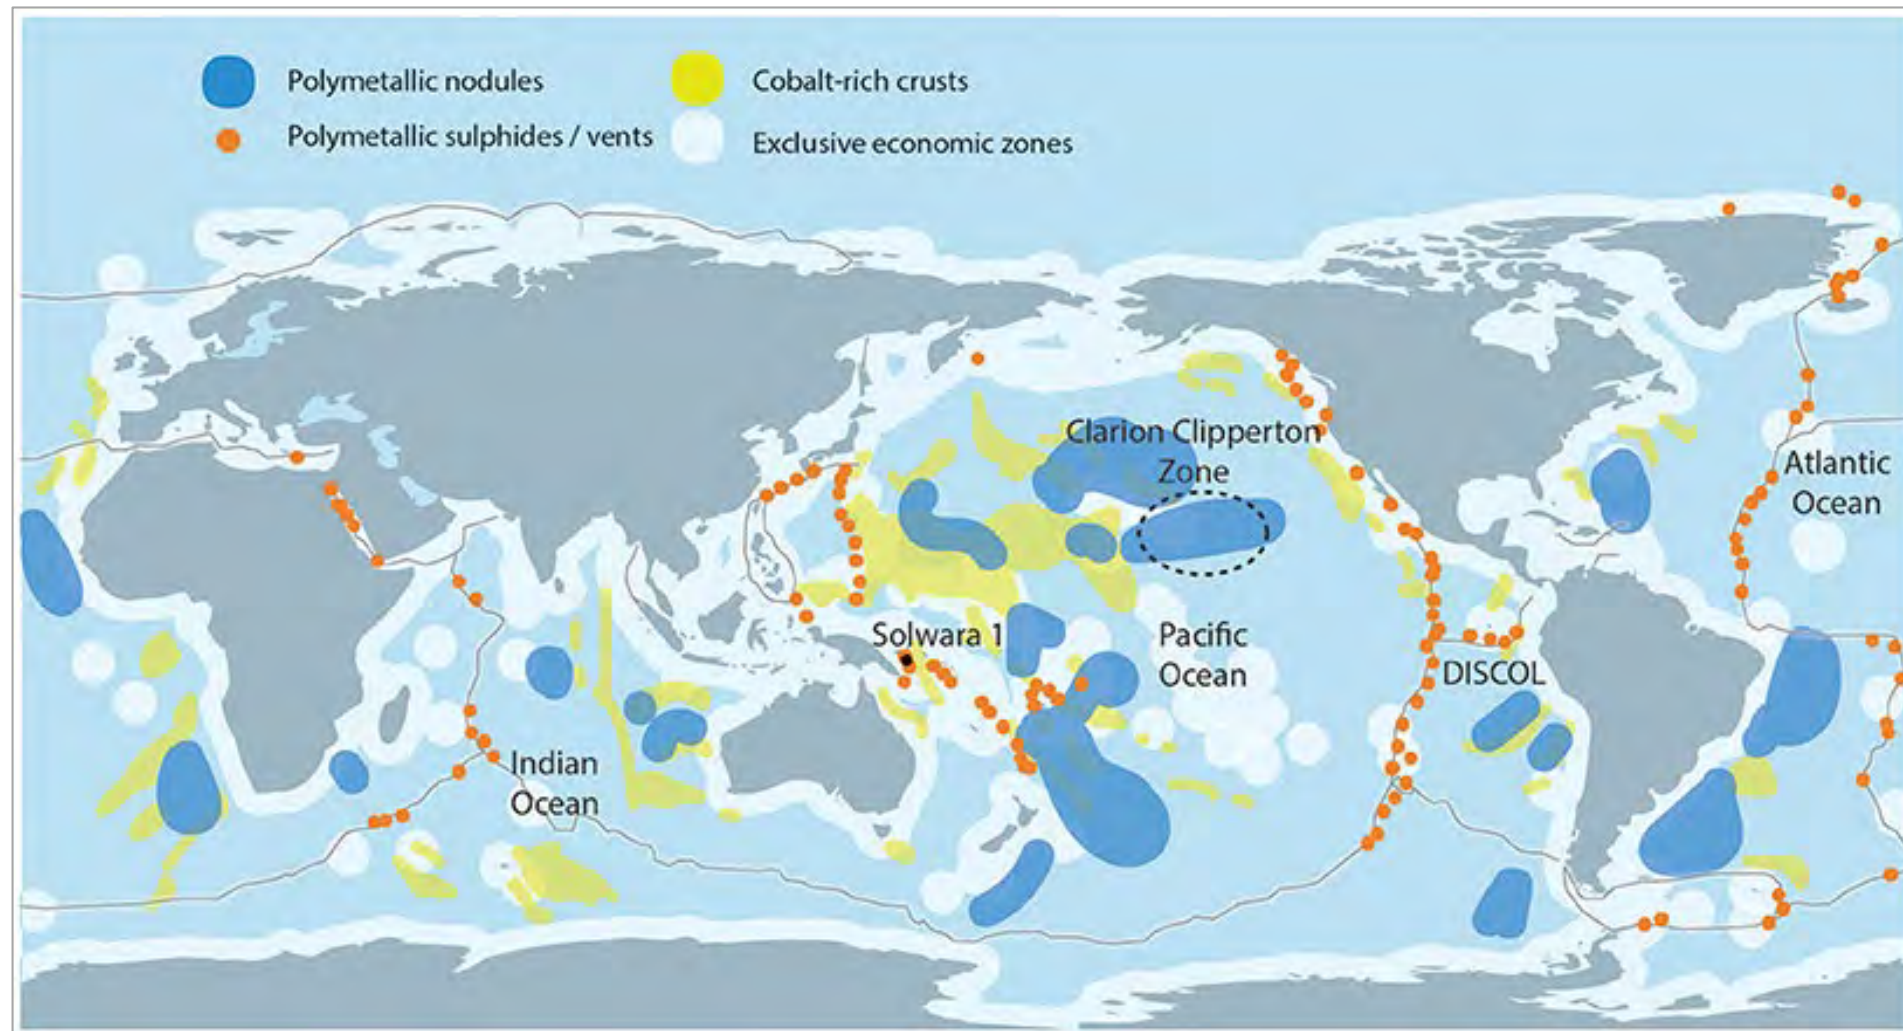 Polymetallic nodules
Cobalt-rich crusts
Polymetallic sulphides / vents
Exclusive economic zones
Clarion Clipperton
Zone
Atlantic
Ocean
Solwara 1
Pacific
Ocean
DISCOL
Indian
Ocean